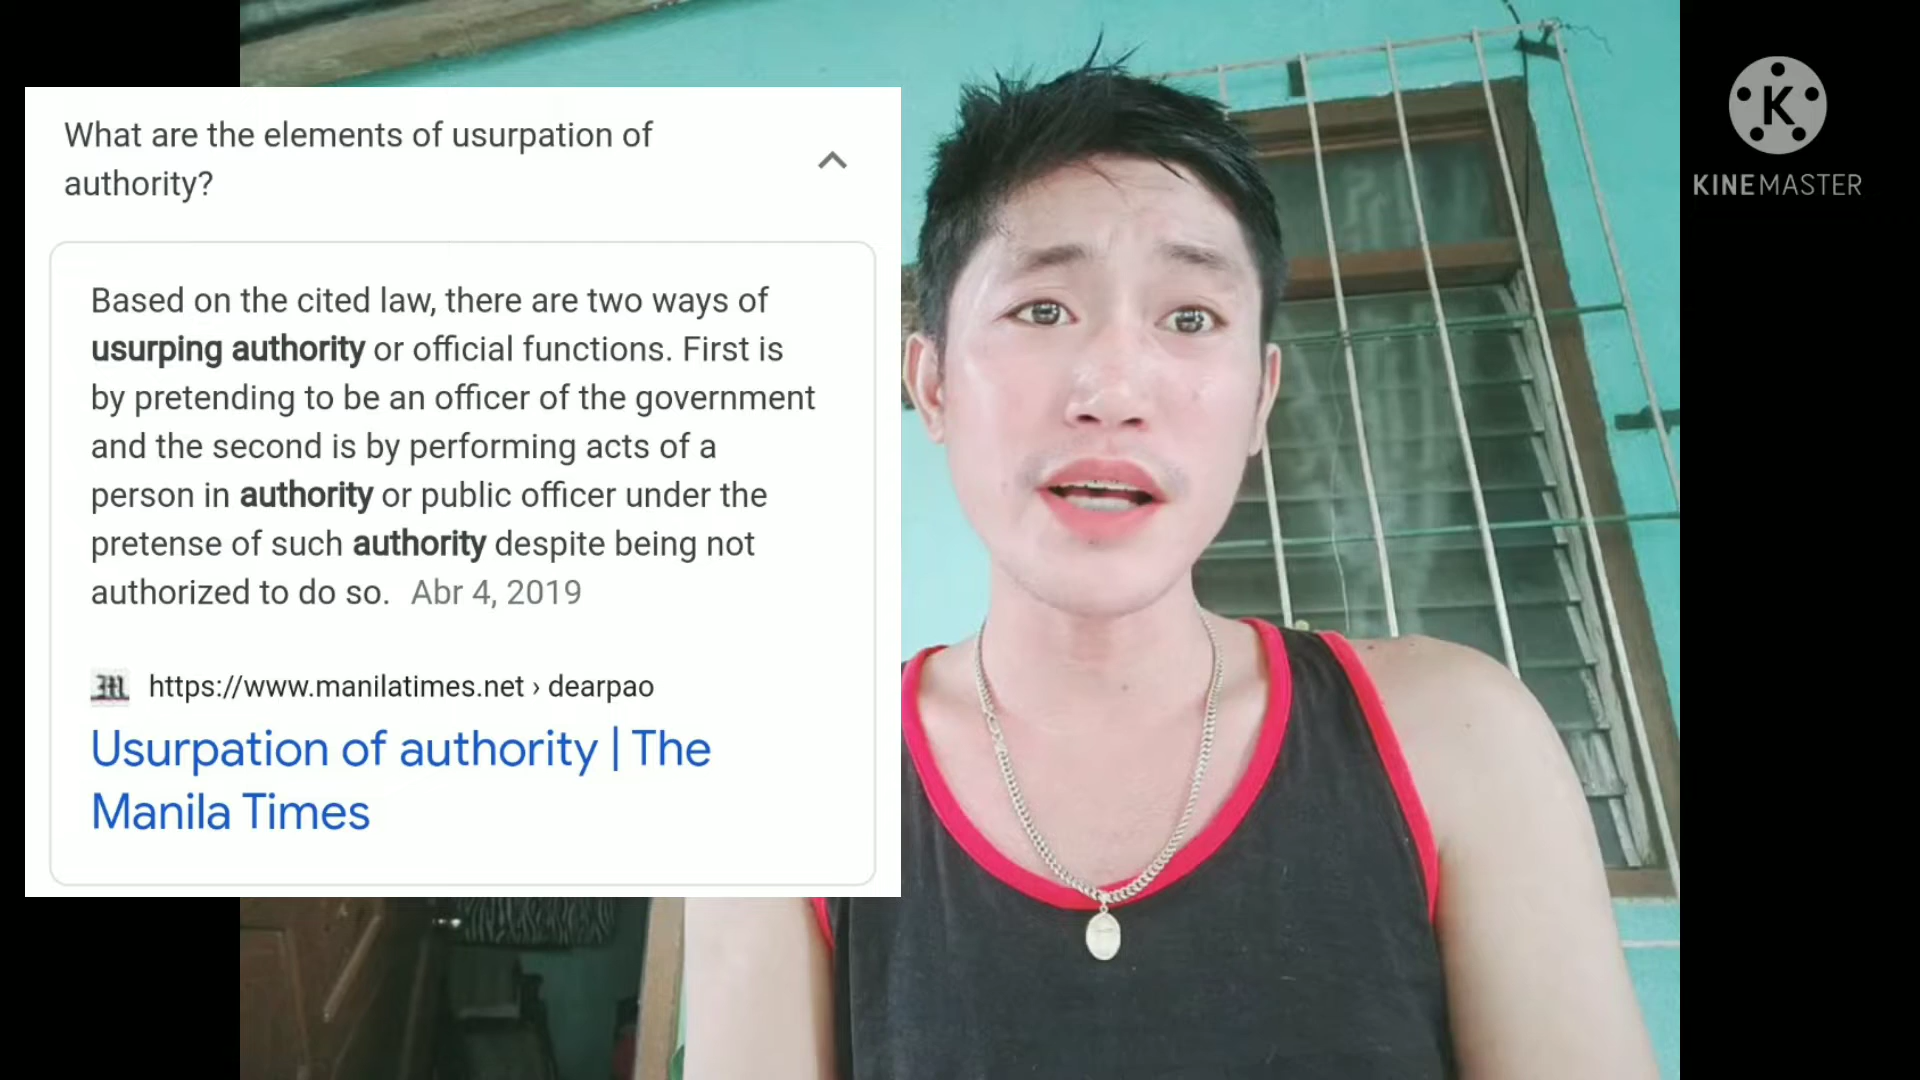 What are the elements of usurpation of
authority?
Based on the cited law, there are two ways of
usurping authority or official functions. First is
by pretending to be an officer of the government
and the second is by performing acts of a
person in authority or public officer under the
pretense of such authority despite being not
authorized to do so. Abr 4, 2019
https://www.manilatimes.net › dearpao
Usurpation of authority | The
Manila Times
K
KINEMASTER